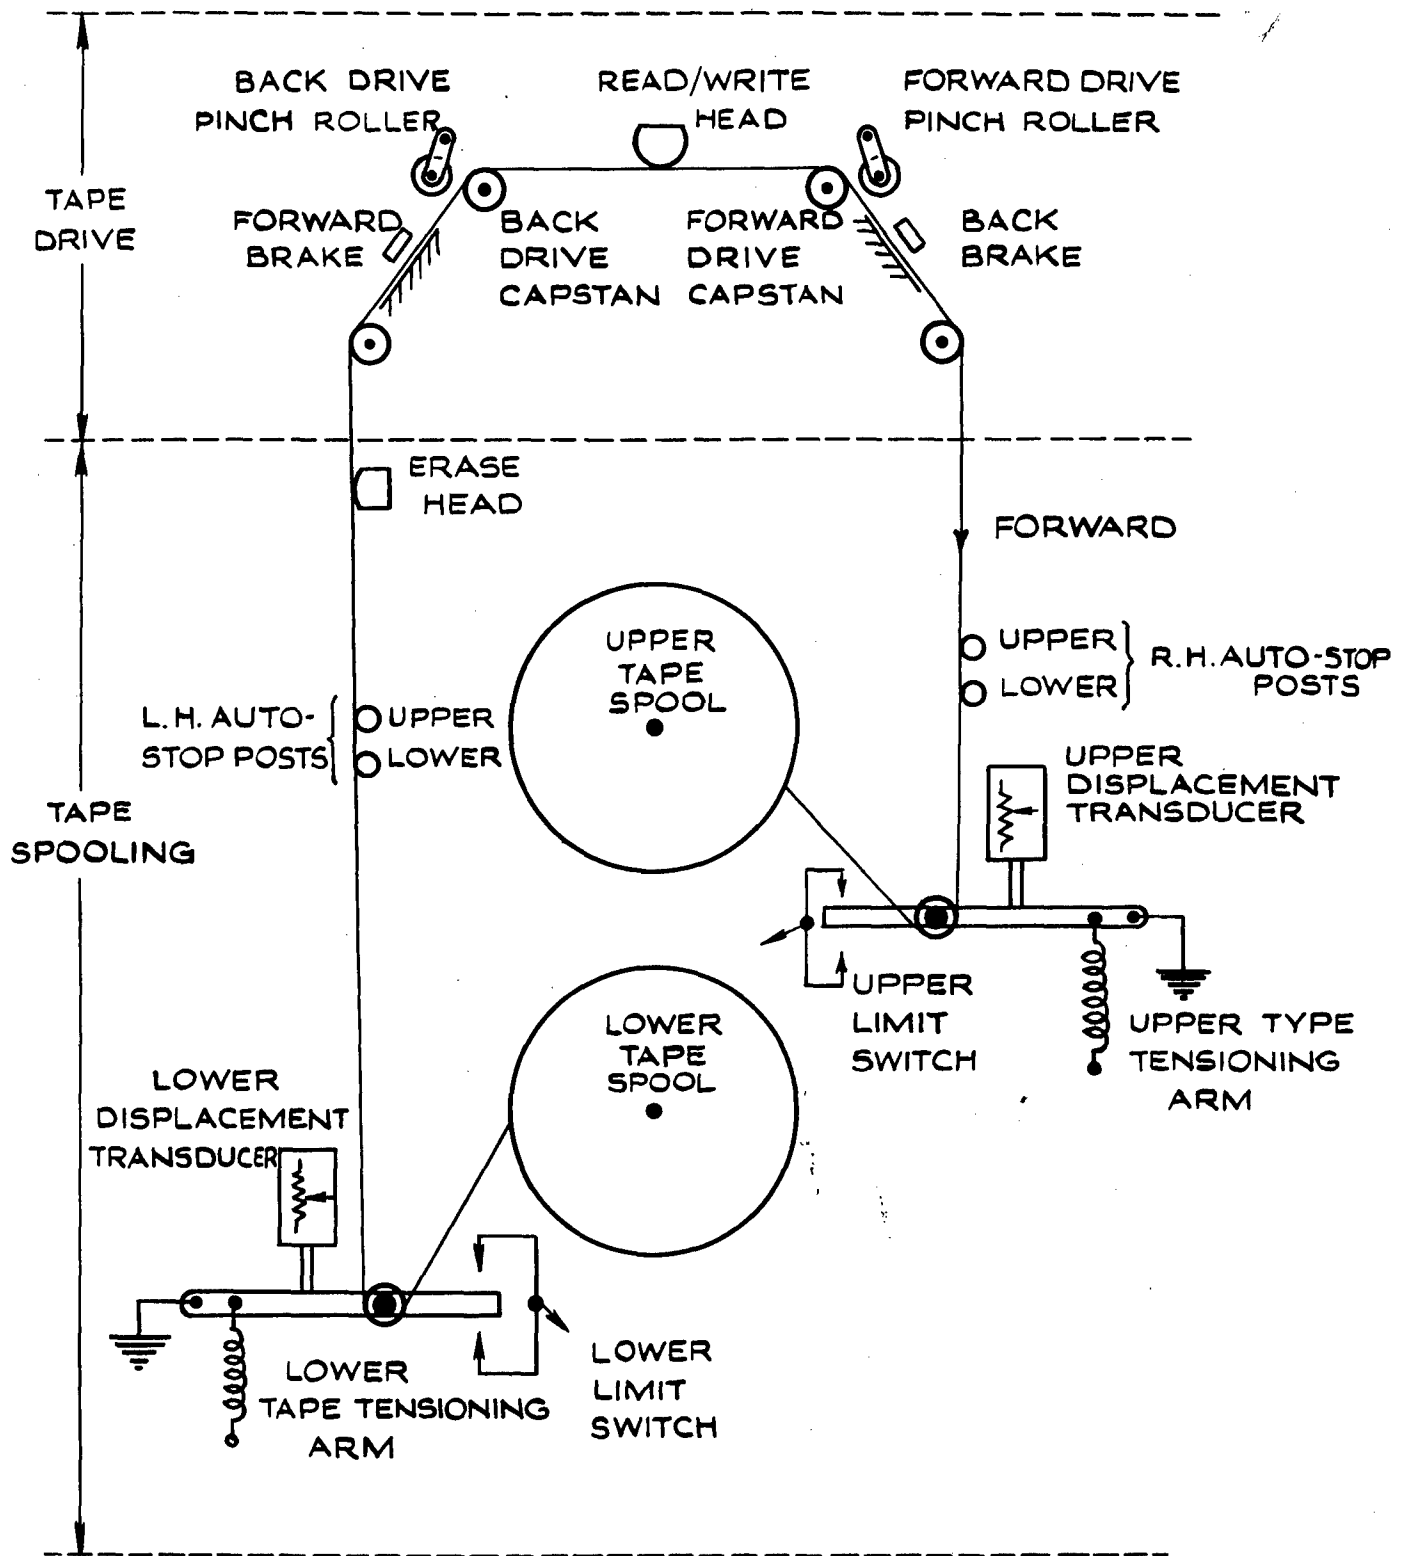 BACK DRIVE
PINCH ROLLER
READ/WRITE
HEAD
FORWARD DRIVE
PINCH ROLLER
TAPE
DRIVE
FORWARD
BRAKE
BACK
DRIVE
CAPSTAN
FORWARD
DRIVE
CAPSTAN
BACK
BRAKE
ERASE
HEAD
FORWARD
UPPER
TAPE
SPOOL
UPPER
LOWER
R.H. AUTO-STOP
POSTS
L.H. AUTO-
STOP POSTS
UPPER
LOWER
UPPER
DISPLACEMENT
TRANSDUCER
TAPE
SPOOLING
UPPER
LIMIT
SWITCH
UPPER TYPE
TENSIONING
ARM
LOWER
TAPE
SPOOL
LOWER
DISPLACEMENT
TRANSDUCER
LOWER
TAPE TENSIONING
ARM
LOWER
LIMIT
SWITCH